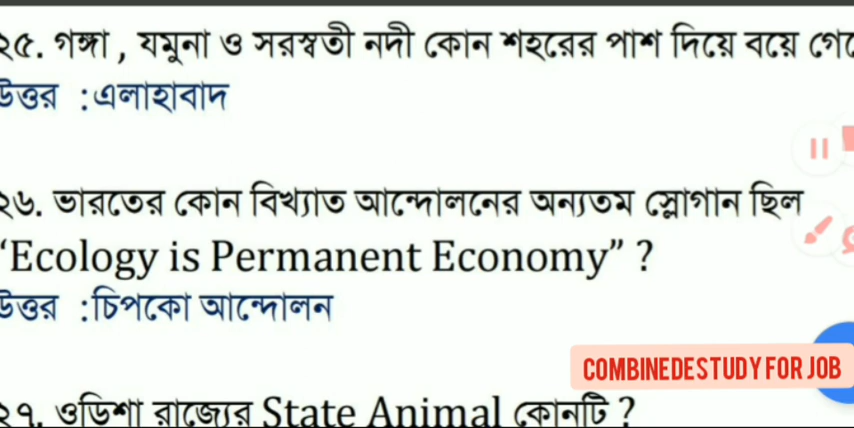 ২৫. গঙ্গা , যমুনা ও সরস্বতী নদী কোন শহরের পাশ দিয়ে বয়ে
উত্তর :এলাহাবাদ
২৬. ভারতের কোন বিখ্যাত আন্দোলনের অন্যতম স্লোগান ছিল
“Ecology is Permanent Economy” ?
উত্তর :চিপকো আন্দোলন
COMBINEDESTUDY FOR JOB
২৭. ওডিশা রাজ্যের State Animal কোনটি ?